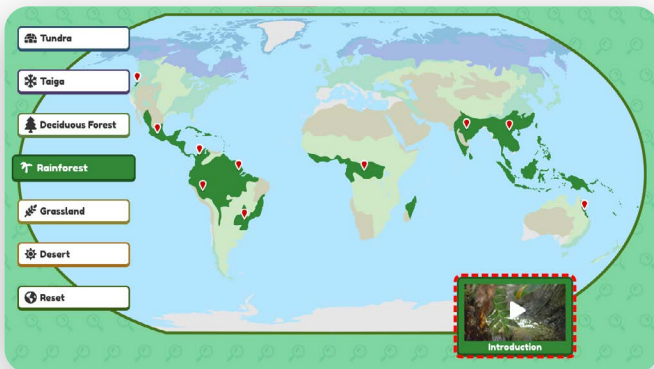 Tundra
Taiga
Deciduous Forest
Rainforest
Grassland
Desert
Reset
Introduction